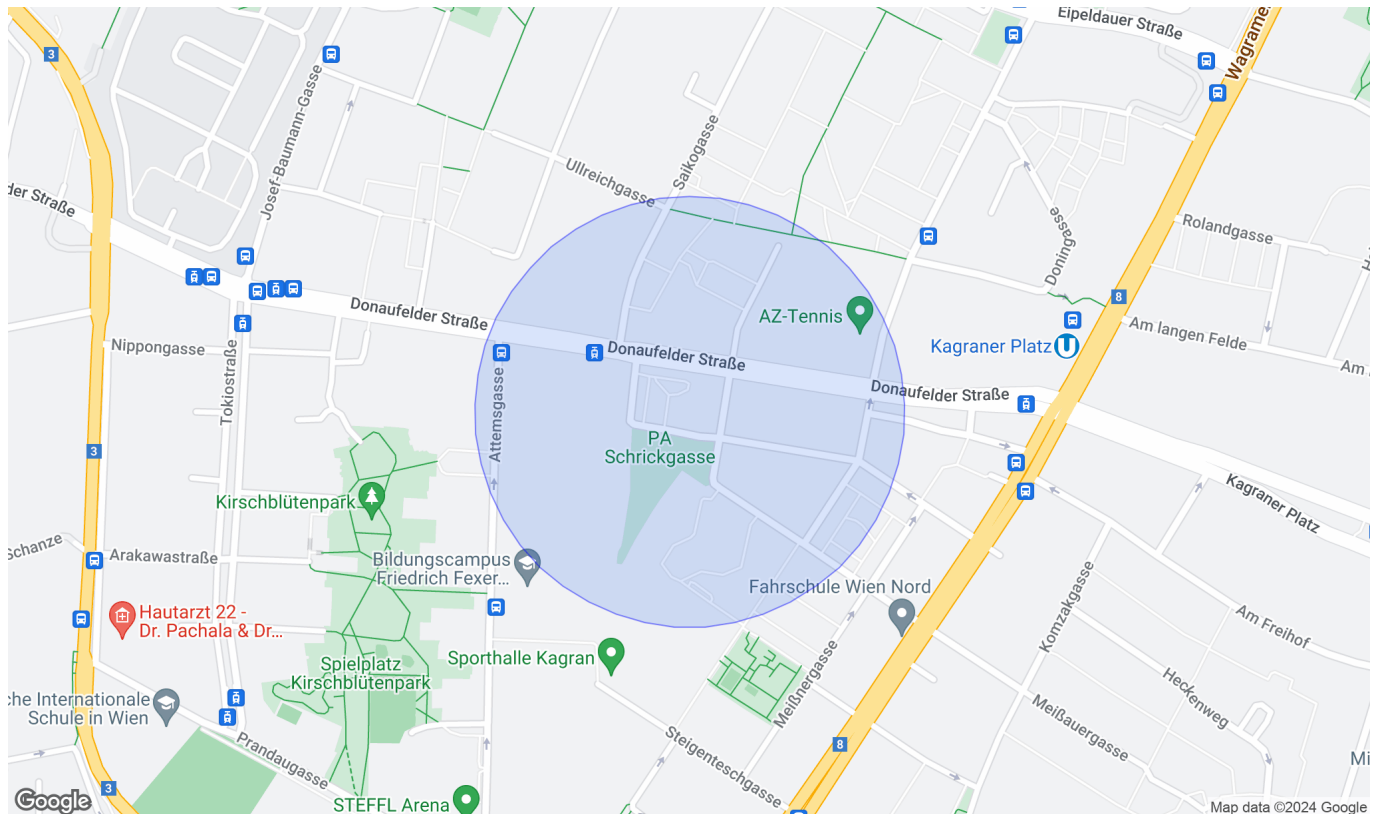 Eipeldauer Straße
3
Wagramer
Josef-Baumann-Gasse
Saikogasse
Ullreichgasse
der Straße
Rolandgasse
Doningasse
Donaufelder Straße
8
AZ-Tennis
Am langen Felde
Kagraner Platz
Nippongasse
Donaufelder Straße
Am
Tokiostraße
Donaufelder Straße
Attemsgasse
PA
Schrickgasse
3
Kirschblütenpark
Kagraner Platz
Schanze
Arakawastraße
Bildungscampus
Friedrich Fexer...
Fahrschule Wien Nord
Komzakgasse
Hautarzt 22 -
Dr. Pachala & Dr...
Am Freihof
Sporthalle Kagran
Spielplatz
Kirschblütenpark
Meißnergasse
Heckenweg
che Internationale
Schule in Wien
Meißauergasse
Prandaugasse
Steigenteschgasse
8
Mi
3
STEFFL Arena
Google
Map data ©2024 Google